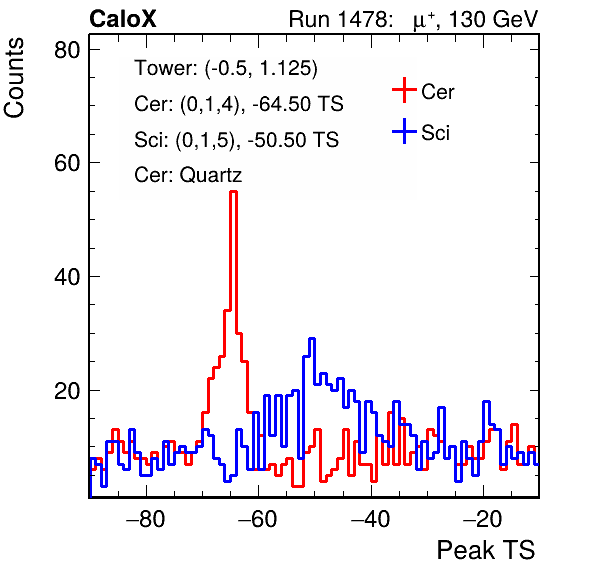 CaloX Run 1478: μ⁺, 130 GeV
Counts
80
60
40
20
Tower: (-0.5, 1.125)
Cer: (0,1,4), -64.50 TS
Sci: (0,1,5), -50.50 TS
Cer: Quartz
Cer
Sci
−80 −60 −40 −20
Peak TS